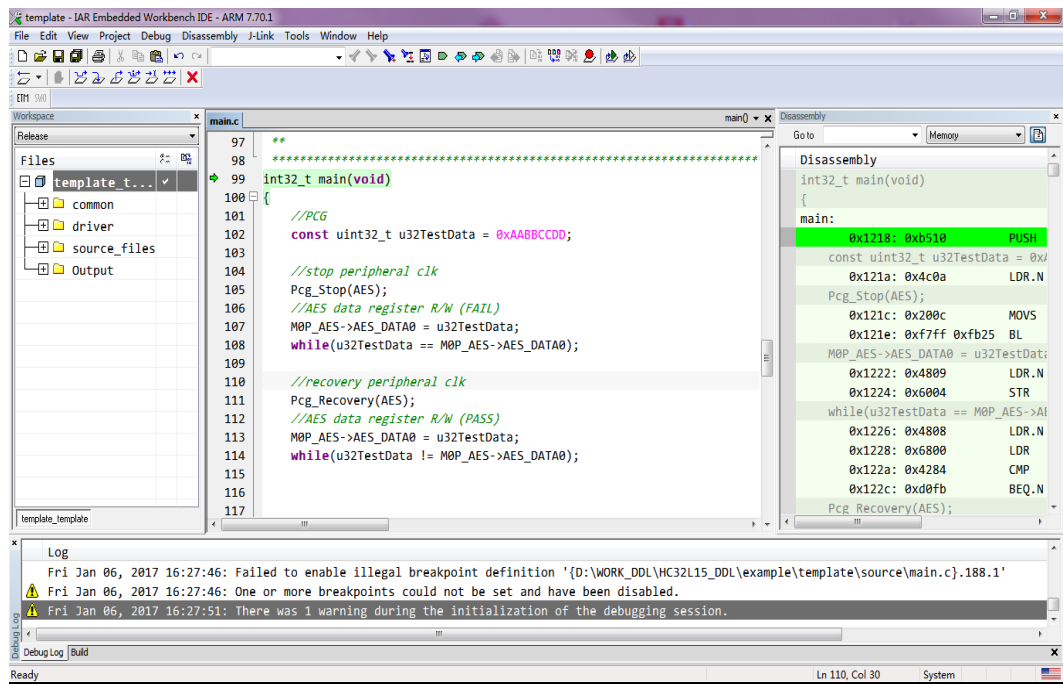 template - IAR Embedded Workbench IDE - ARM 7.70.1
File Edit View Project Debug Disassembly J-Link Tools Window Help
ETM SWO
Workspace
Release
Files
template_t...
common
driver
source_files
Output
template_template
main.c
main()
97 **
98 **********************************************************************
99 int32_t main(void)
100 {
101 //PCG
102 const uint32_t u32TestData = 0xAABBCCDD;
103
104 //stop peripheral clk
105 Pcg_Stop(AES);
106 //AES data register R/W (FAIL)
107 M0P_AES->AES_DATA0 = u32TestData;
108 while(u32TestData == M0P_AES->AES_DATA0);
109
110 //recovery peripheral clk
111 Pcg_Recovery(AES);
112 //AES data register R/W (PASS)
113 M0P_AES->AES_DATA0 = u32TestData;
114 while(u32TestData != M0P_AES->AES_DATA0);
115
116
117
Disassembly
Go to Memory
Disassembly
int32_t main(void)
{
main:
0x1218: 0xb510 PUSH
const uint32_t u32TestData = 0xA
0x121a: 0x4c0a LDR.N
Pcg_Stop(AES);
0x121c: 0x200c MOVS
0x121e: 0xf7ff 0xfb25 BL
M0P_AES->AES_DATA0 = u32TestData
0x1222: 0x4809 LDR.N
0x1224: 0x6004 STR
while(u32TestData == M0P_AES->AE
0x1226: 0x4808 LDR.N
0x1228: 0x6800 LDR
0x122a: 0x4284 CMP
0x122c: 0xd0fb BEQ.N
Pcg_Recovery(AES);
Log
Fri Jan 06, 2017 16:27:46: Failed to enable illegal breakpoint definition '{D:\WORK_DDL\HC32L15_DDL\example\template\source\main.c}.188.1'
Fri Jan 06, 2017 16:27:46: One or more breakpoints could not be set and have been disabled.
Fri Jan 06, 2017 16:27:51: There was 1 warning during the initialization of the debugging session.
Debug Log
Debug Log Build
Ready Ln 110, Col 30 System